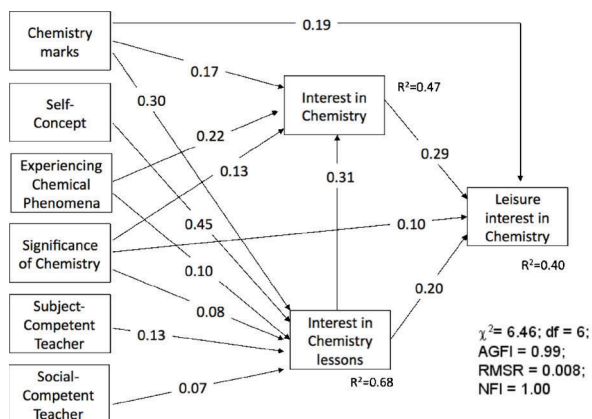 Chemistry
marks
0.19
0.17
0.30
Interest in
Chemistry
R²=0.47
Self-
Concept
0.22
Experiencing
Chemical
Phenomena
0.13
0.31
0.29
0.45
Leisure
interest in
Chemistry
R²=0.40
0.10
Significance
of Chemistry
0.10
0.08
0.20
Subject-
Competent
Teacher
0.13
Interest in
Chemistry
lessons
R²=0.68
Social-
Competent
Teacher
0.07
χ²= 6.46; df = 6;
AGFI = 0.99;
RMSR = 0.008;
NFI = 1.00